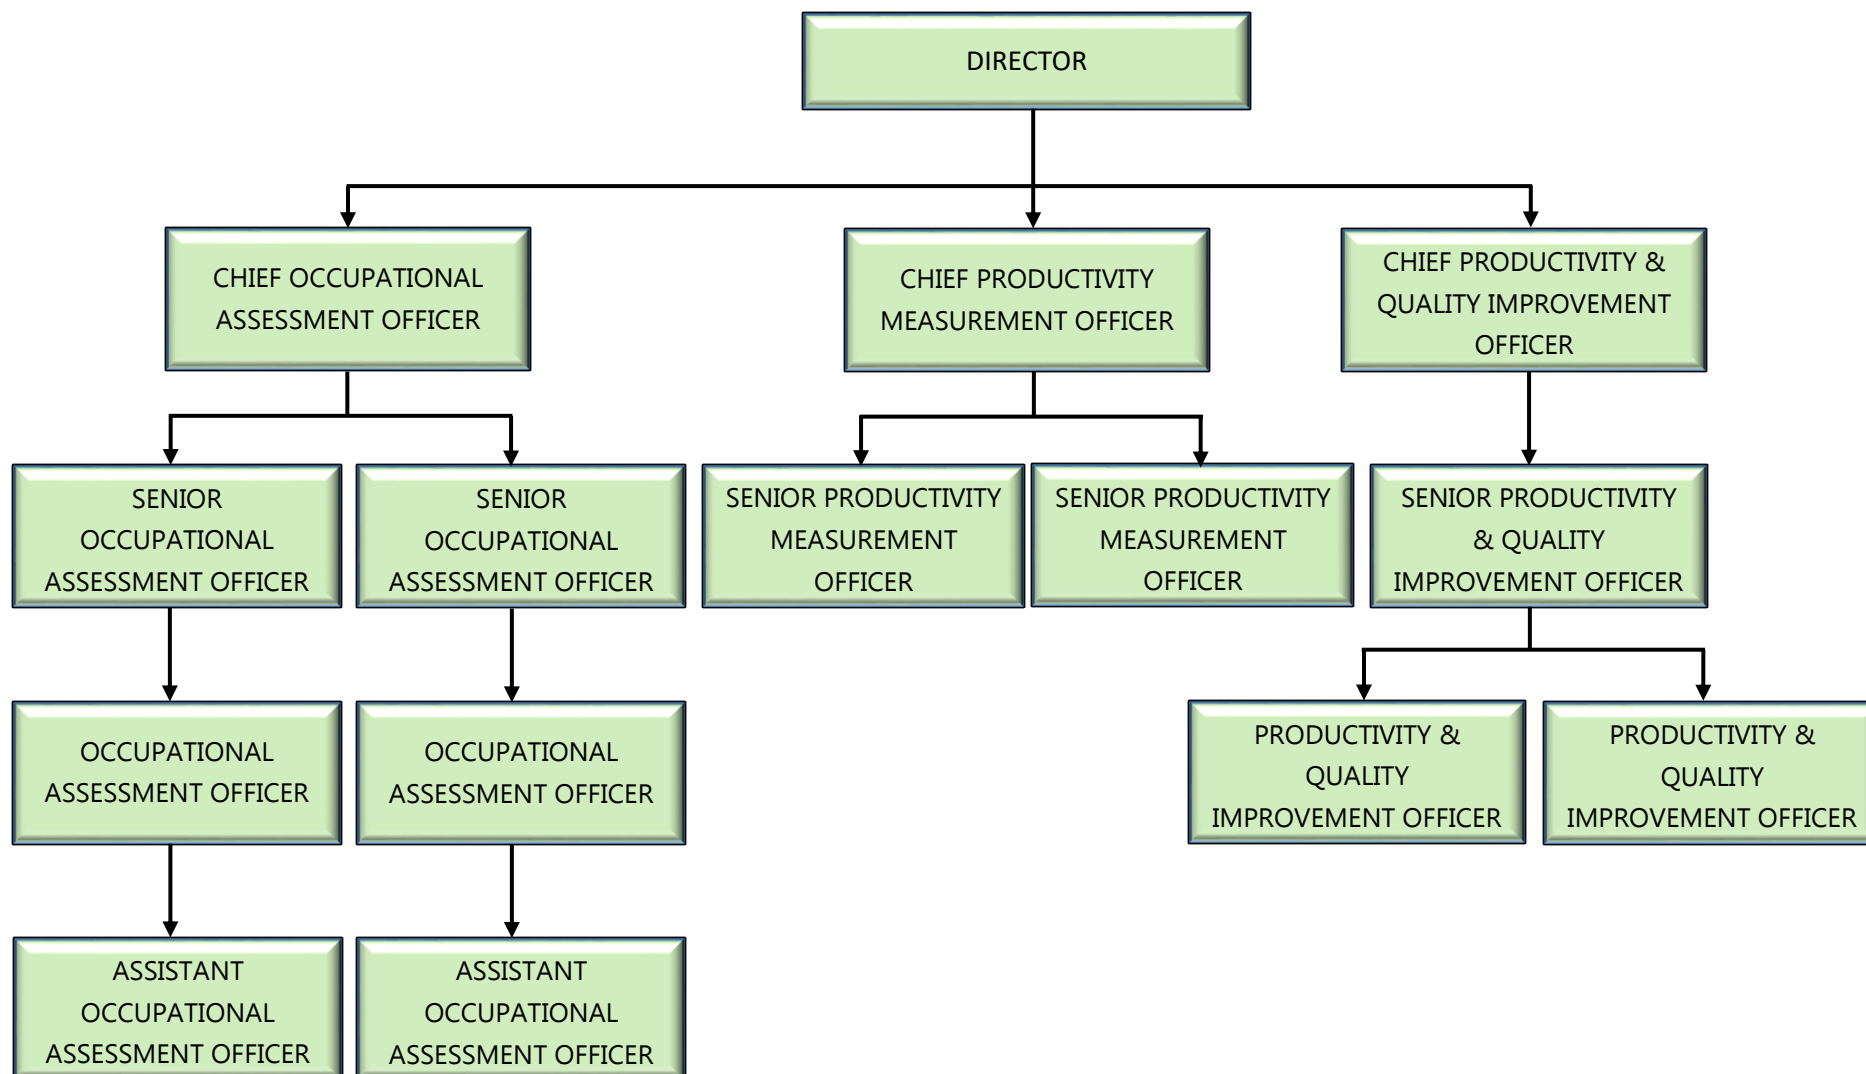 DIRECTOR
CHIEF OCCUPATIONAL
ASSESSMENT OFFICER
CHIEF PRODUCTIVITY
MEASUREMENT OFFICER
CHIEF PRODUCTIVITY &
QUALITY IMPROVEMENT
OFFICER
SENIOR
OCCUPATIONAL
ASSESSMENT OFFICER
SENIOR
OCCUPATIONAL
ASSESSMENT OFFICER
SENIOR PRODUCTIVITY
MEASUREMENT
OFFICER
SENIOR PRODUCTIVITY
MEASUREMENT
OFFICER
SENIOR PRODUCTIVITY
& QUALITY
IMPROVEMENT OFFICER
OCCUPATIONAL
ASSESSMENT OFFICER
OCCUPATIONAL
ASSESSMENT OFFICER
PRODUCTIVITY &
QUALITY
IMPROVEMENT OFFICER
PRODUCTIVITY &
QUALITY
IMPROVEMENT OFFICER
ASSISTANT
OCCUPATIONAL
ASSESSMENT OFFICER
ASSISTANT
OCCUPATIONAL
ASSESSMENT OFFICER